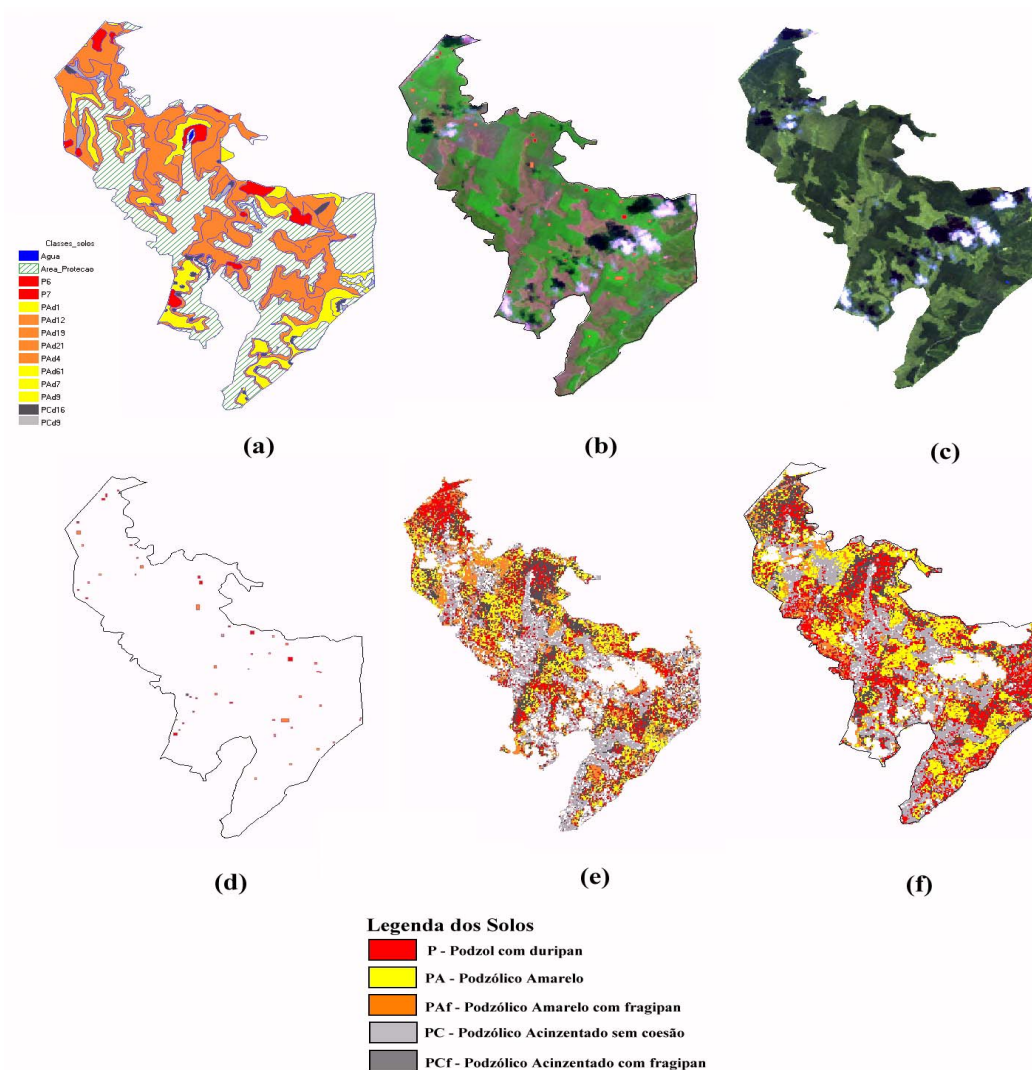 Classes_solos
Agua
Area_Protecao
P6
P7
PAd1
PAd12
PAd19
PAd21
PAd4
PAd61
PAd7
PAd9
PCd16
PCd9
(a)
(b)
(c)
(d)
(e)
(f)
Legenda dos Solos
P - Podzol com duripan
PA - Podzólico Amarelo
PAf - Podzólico Amarelo com fragipan
PC - Podzólico Acinzentado sem coesão
PCf - Podzólico Acinzentado com fragipan